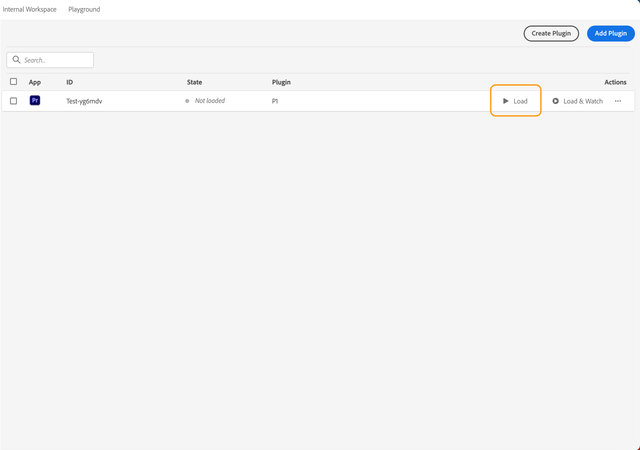 Internal Workspace Playground
Create Plugin Add Plugin
Search..
App ID State Plugin Actions
Pr Test-yg6mdv Not loaded P1 Load Load & Watch ...